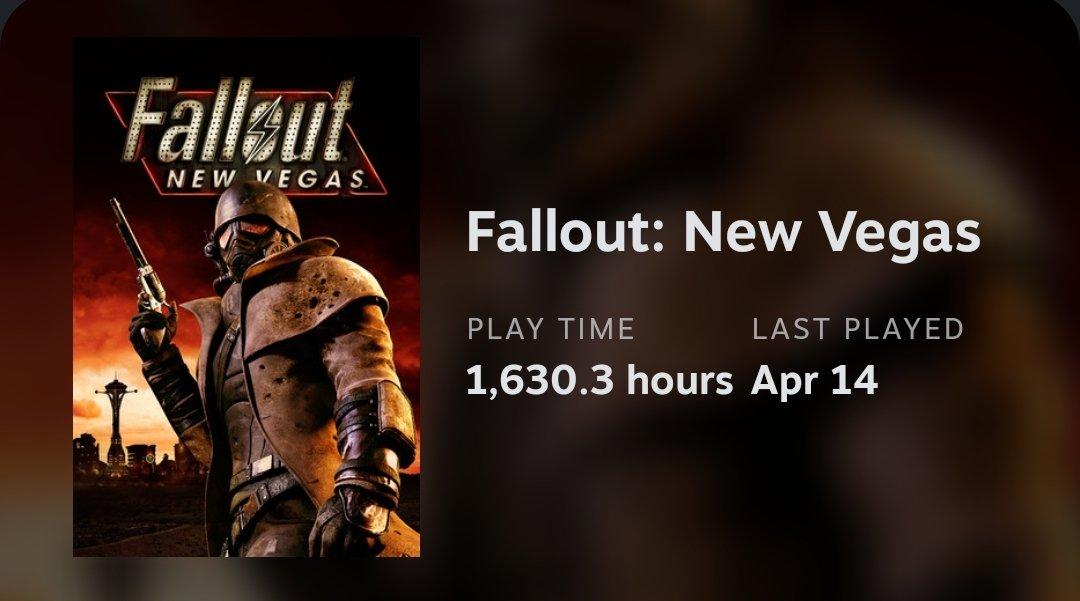 Fallout
NEW VEGAS
Fallout: New Vegas
PLAY TIME LAST PLAYED
1,630.3 hours Apr 14